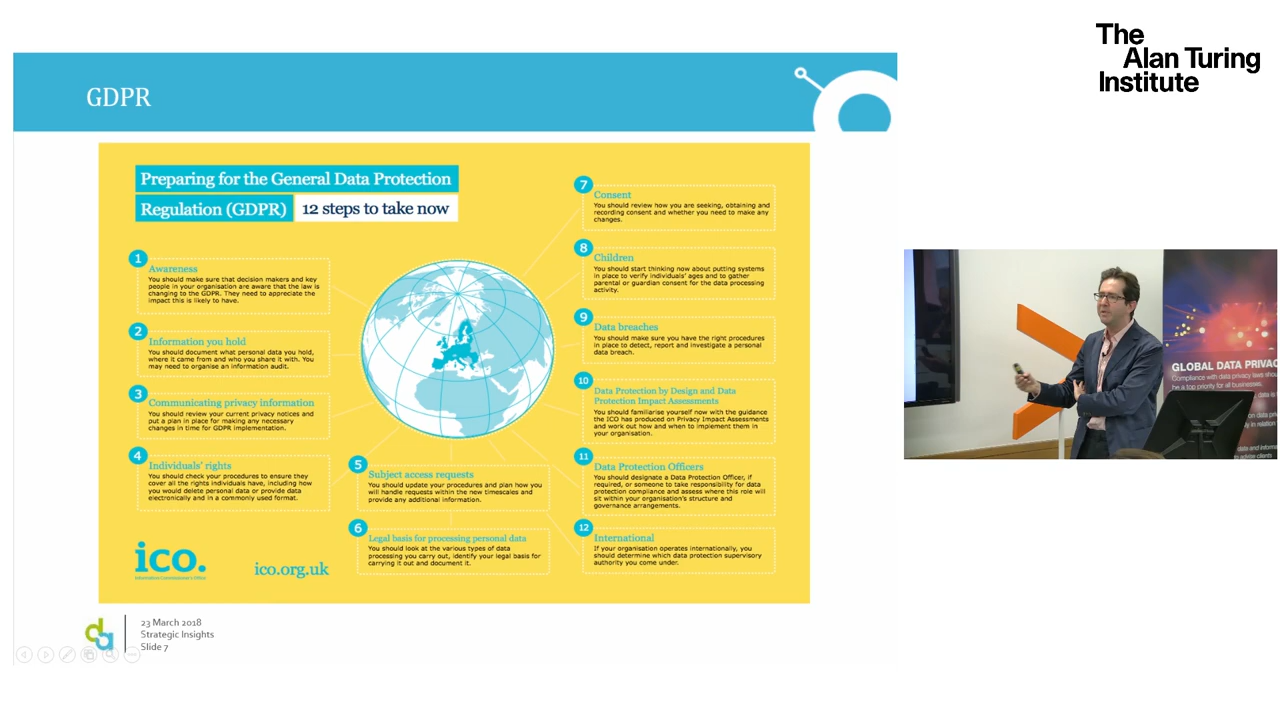 The
Alan Turing
Institute
GDPR
Preparing for the General Data Protection
Regulation (GDPR) 12 steps to take now
1
Awareness
You should make sure that decision makers and key
people in your organisation are aware that the law is
changing to the GDPR. They need to appreciate the
impact this is likely to have.
2
Information you hold
You should document what personal data you hold,
where it came from and who you share it with. You
may need to organise an information audit.
3
Communicating privacy information
You should review your current privacy notices and
put a plan in place for making any necessary
changes in time for GDPR implementation.
4
Individuals' rights
You should check your procedures to ensure they
cover all the rights individuals have, including how
you would delete personal data or provide data
electronically and in a commonly used format.
5
Subject access requests
You should update your procedures and plan how you
will handle requests within the new timescales and
provide any additional information.
6
Legal basis for processing personal data
You should look at the various types of data
processing you carry out, identify your legal basis for
carrying it out and document it.
7
Consent
You should review how you are seeking, obtaining and
recording consent and whether you need to make any
changes.
8
Children
You should start thinking now about putting systems
in place to verify individuals' ages and to gather
parental or guardian consent for the data processing
activity.
9
Data breaches
You should make sure you have the right procedures
in place to detect, report and investigate a personal
data breach.
10
Data Protection by Design and Data
Protection Impact Assessments
You should familiarise yourself now with the guidance
the ICO has produced on Privacy Impact Assessments
and work out how and when to implement them in
your organisation.
11
Data Protection Officers
You should designate a Data Protection Officer, if
required, or someone to take responsibility for data
protection compliance and assess where this role will
sit within your organisation's structure and
governance arrangements.
12
International
If your organisation operates internationally, you
should determine which data protection supervisory
authority you come under.
ico.
Information Commissioner's Office
ico.org.uk
da
23 March 2018
Strategic Insights
Slide 7
GLOBAL DATA PRIVAC
Compliance with data privacy laws shou
be a top priority for all businesses.